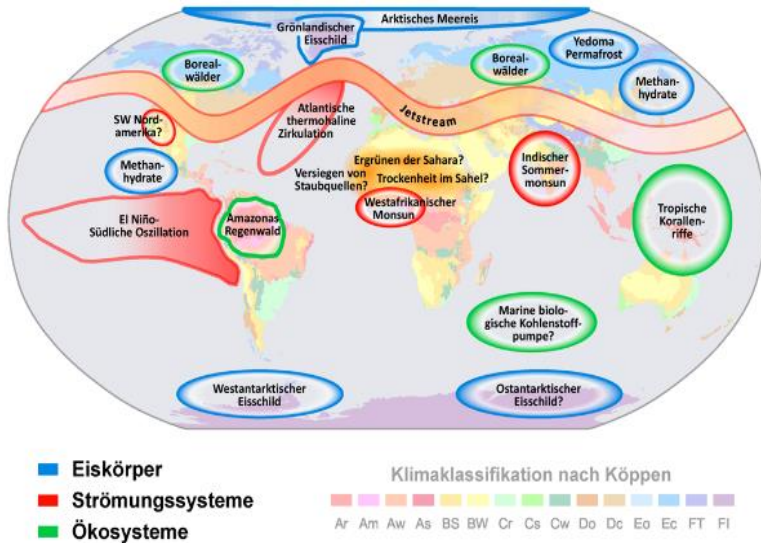 Arktisches Meereis
Grönlandischer
Eisschild
Boreal-
wälder
Boreal-
wälder
Yedoma
Permafrost
Methan-
hydrate
SW Nord-
amerika?
Atlantische
thermohaline
Zirkulation
Jetstream
Methan-
hydrate
Ergrünen der Sahara?
Versiegen von
Staubquellen?
Trockenheit im Sahel?
Indischer
Sommer-
monsun
Westafrikanischer
Monsun
El Niño-
Südliche Oszillation
Amazonas
Regenwald
Tropische
Korallen-
riffe
Marine biolo-
gische Kohlenstoff-
pumpe?
Westantarktischer
Eisschild
Ostantarktischer
Eisschild?
Eiskörper
Strömungssysteme
Ökosysteme
Klimaklassifikation nach Köppen
Ar Am Aw As BS BW Cr Cs Cw Do Dc Eo Ec FT FI